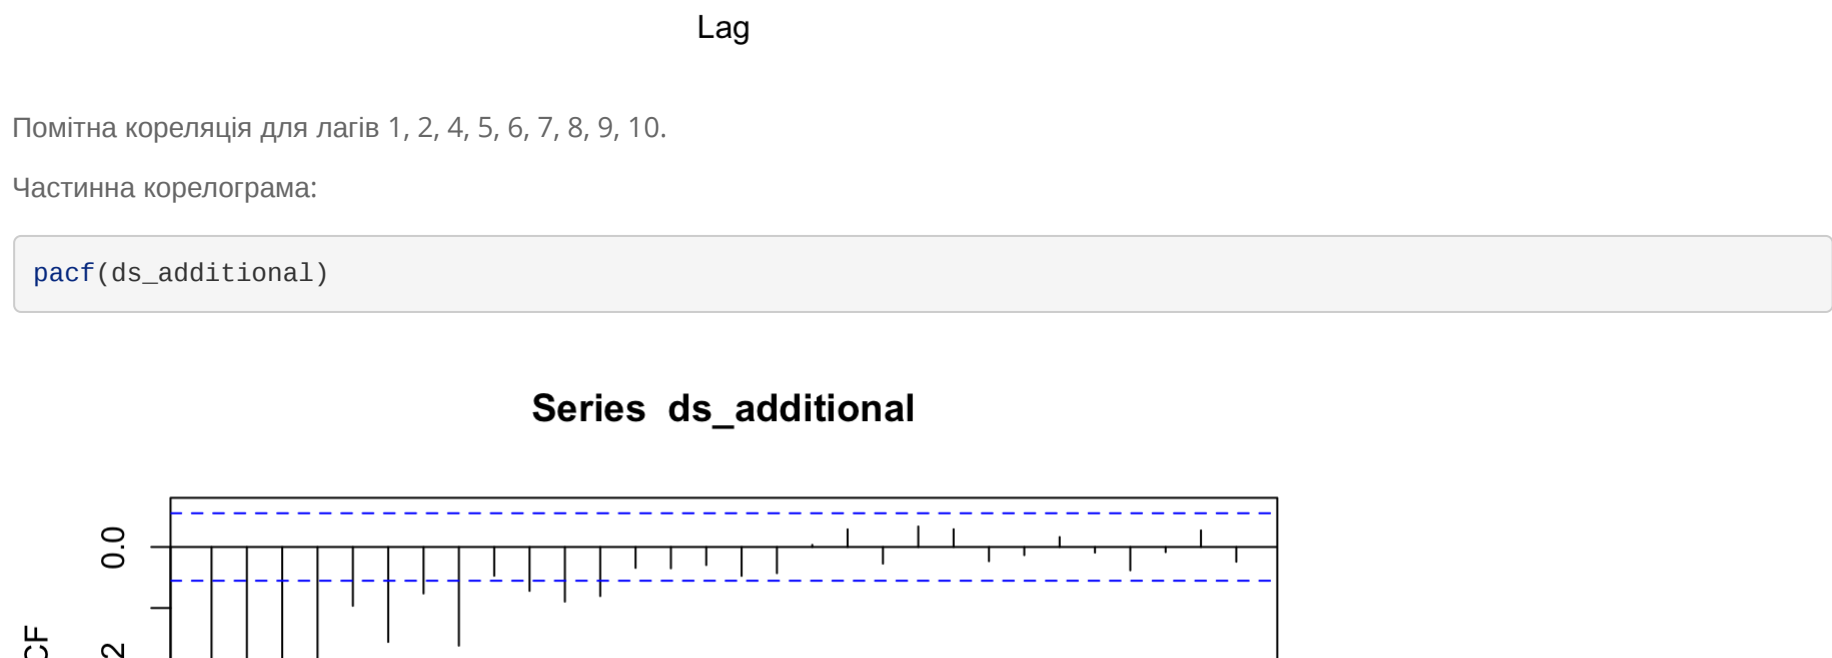 Lag
Помітна кореляція для лагів 1, 2, 4, 5, 6, 7, 8, 9, 10.
Частинна корелограма:
pacf(ds_additional)
Series ds_additional
0.0